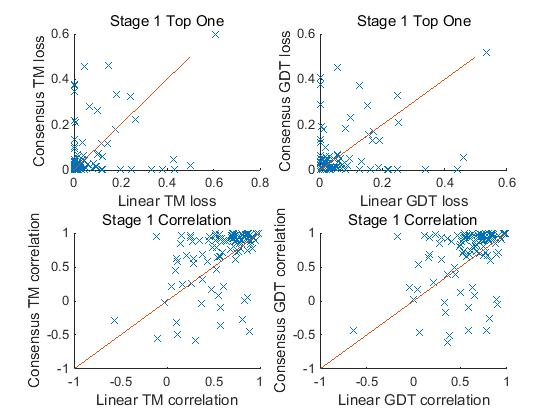 Stage 1 Top One
Consensus TM loss
0.6
0.4
0.2
0
0 0.2 0.4 0.6 0.8
Linear TM loss
Stage 1 Top One
Consensus GDT loss
0.6
0.4
0.2
0
0 0.2 0.4 0.6
Linear GDT loss
Stage 1 Correlation
Consensus TM correlation
1
0.5
0
-0.5
-1
-1 -0.5 0 0.5 1
Linear TM correlation
Stage 1 Correlation
Consensus GDT correlation
1
0.5
0
-0.5
-1
-1 -0.5 0 0.5 1
Linear GDT correlation